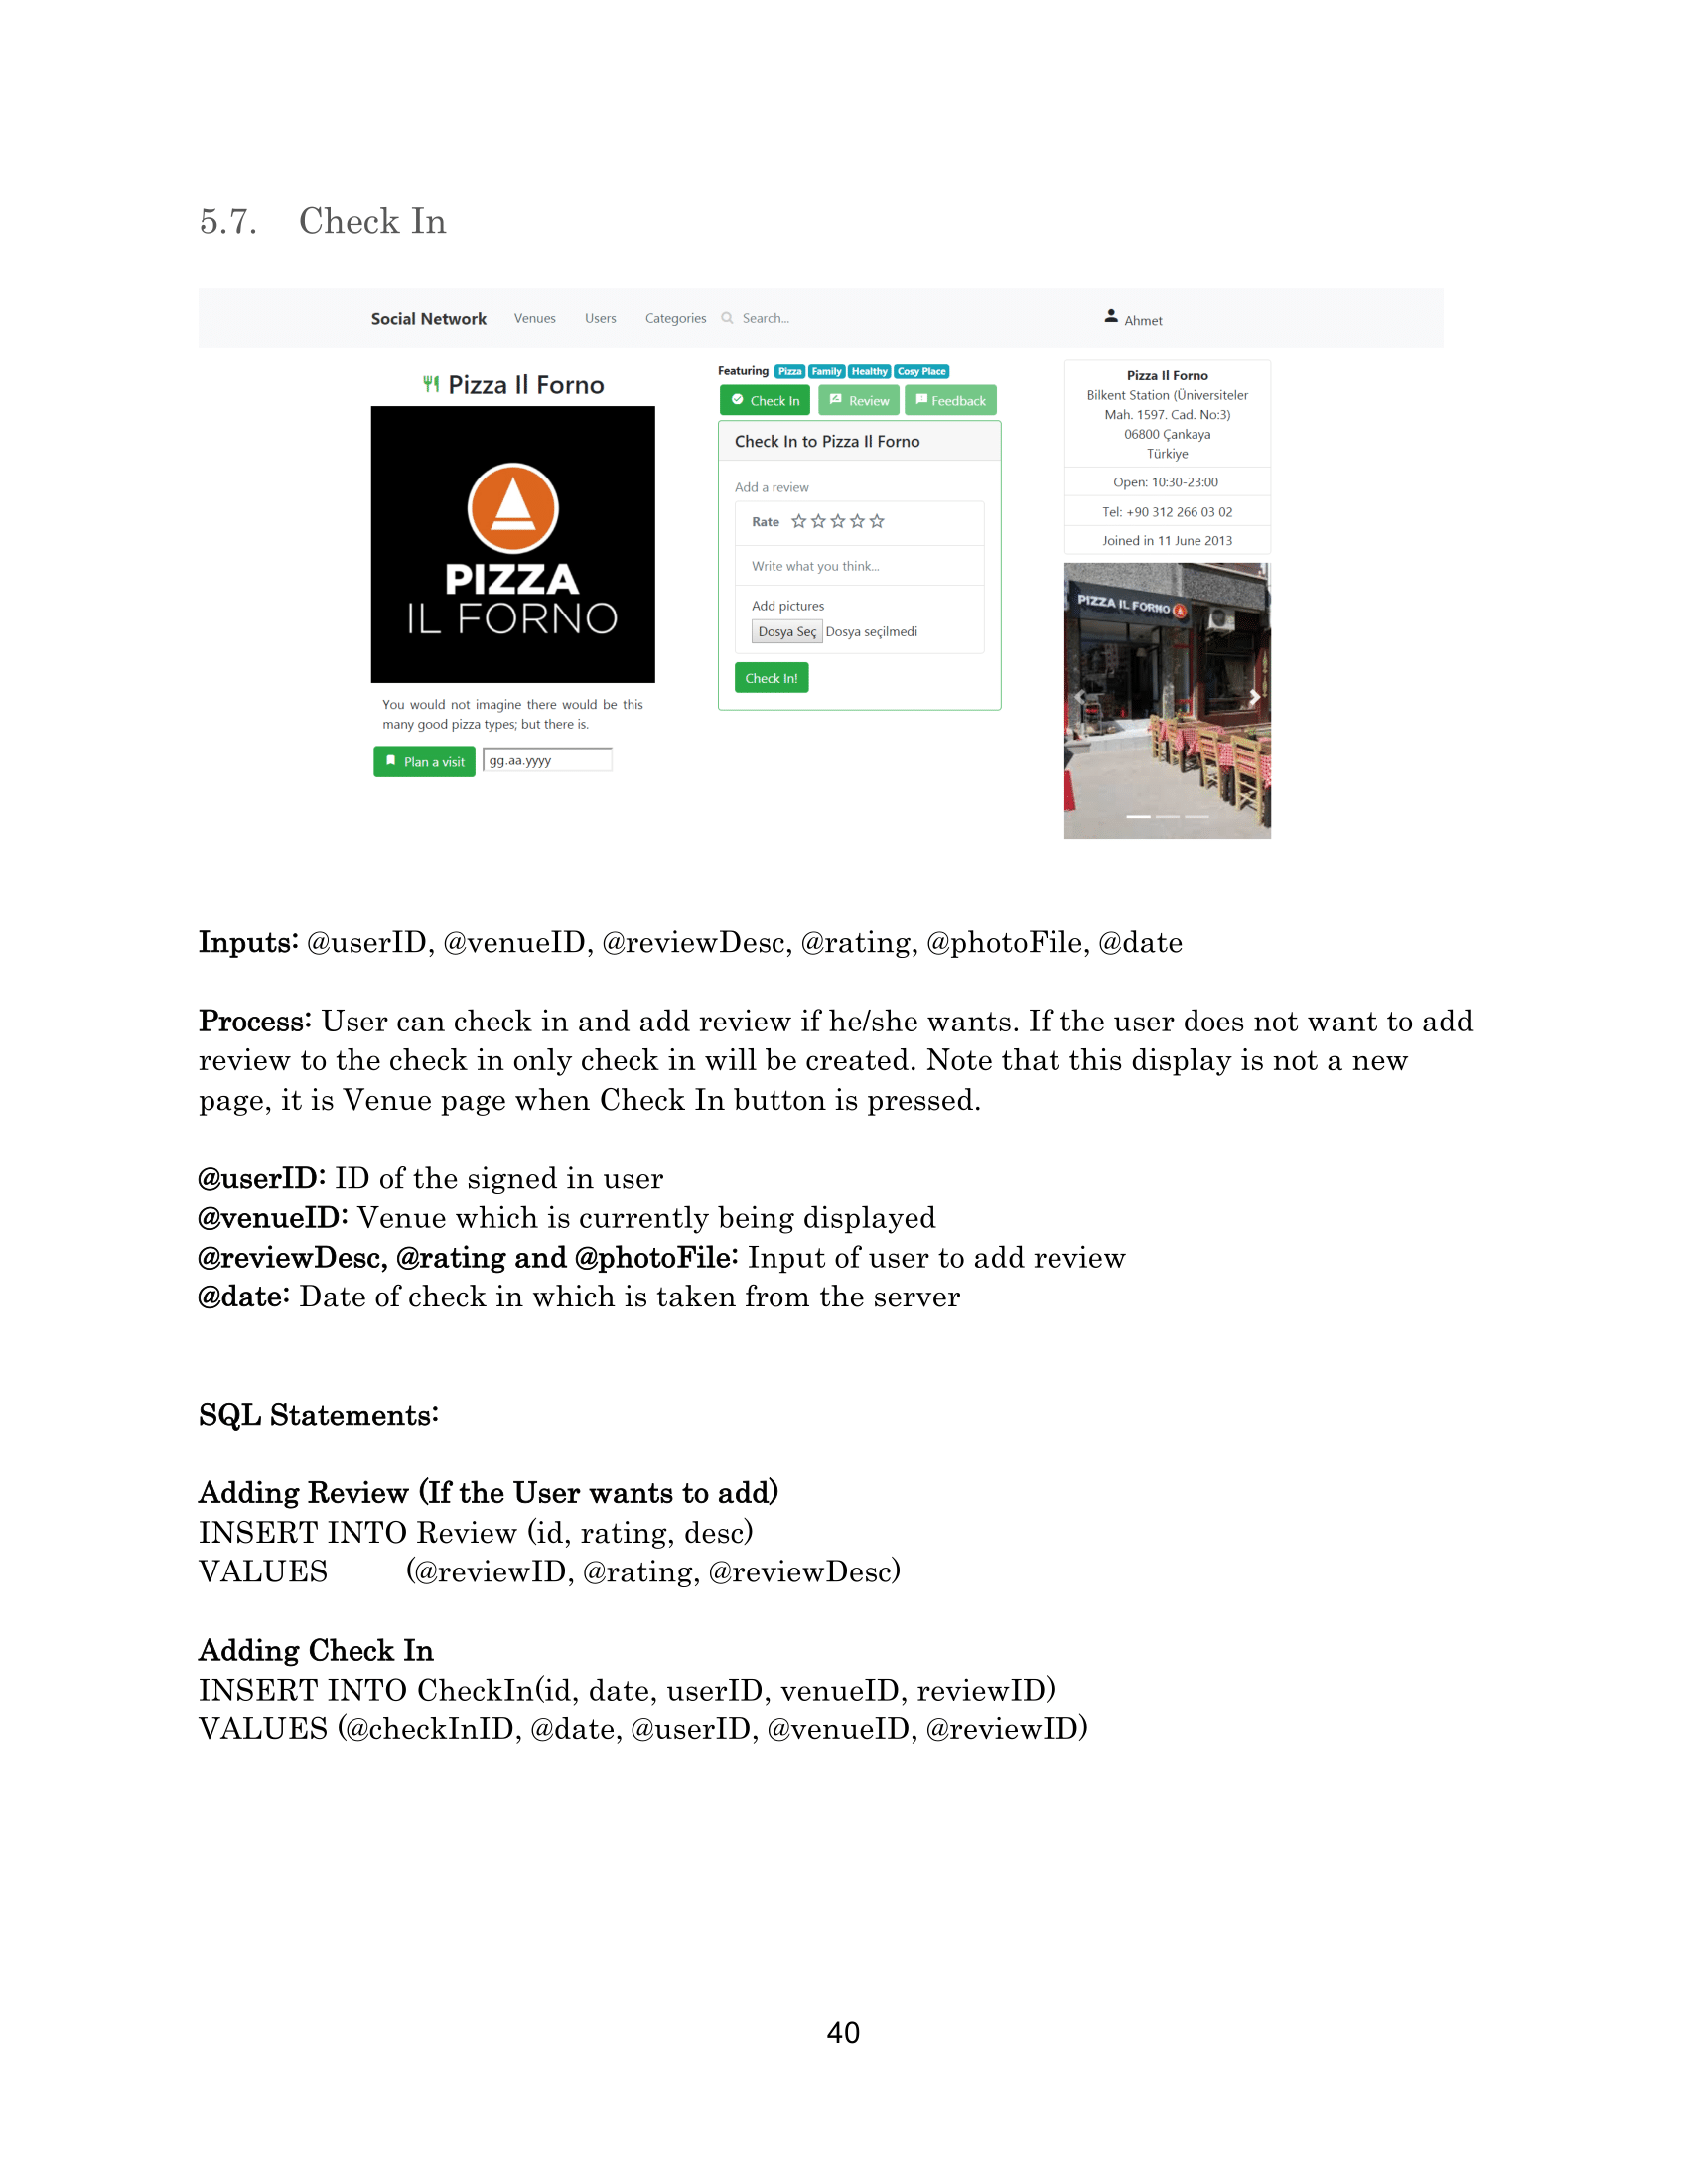 5.7. Check In
Social Network Venues Users Categories Search... Ahmet
Pizza Il Forno
PIZZA
IL FORNO
You would not imagine there would be this
many good pizza types; but there is.
Plan a visit gg.aa.yyyy
Featuring Pizza Family Healthy Cosy Place
Check In Review Feedback
Check In to Pizza Il Forno
Add a review
Rate
Write what you think...
Add pictures
Dosya Seç Dosya seçilmedi
Check In!
Pizza Il Forno
Bilkent Station (Üniversiteler
Mah. 1597. Cad. No:3)
06800 Çankaya
Türkiye
Open: 10:30-23:00
Tel: +90 312 266 03 02
Joined in 11 June 2013
PIZZA IL FORNO
Inputs: @userID, @venueID, @reviewDesc, @rating, @photoFile, @date
Process: User can check in and add review if he/she wants. If the user does not want to add
review to the check in only check in will be created. Note that this display is not a new
page, it is Venue page when Check In button is pressed.
@userID: ID of the signed in user
@venueID: Venue which is currently being displayed
@reviewDesc, @rating and @photoFile: Input of user to add review
@date: Date of check in which is taken from the server
SQL Statements:
Adding Review (If the User wants to add)
INSERT INTO Review (id, rating, desc)
VALUES (@reviewID, @rating, @reviewDesc)
Adding Check In
INSERT INTO CheckIn(id, date, userID, venueID, reviewID)
VALUES (@checkInID, @date, @userID, @venueID, @reviewID)
40